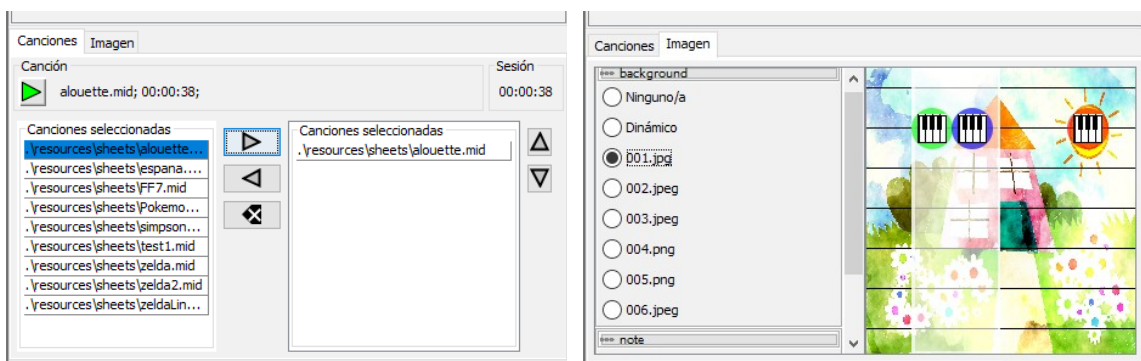 Canciones Imagen
Canción
alouette.mid; 00:00:38;
Sesión
00:00:38
Canciones seleccionadas
.\resources\sheets\alouette...
.\resources\sheets\espana....
.\resources\sheets\FF7.mid
.\resources\sheets\Pokemo...
.\resources\sheets\simpson...
.\resources\sheets\test1.mid
.\resources\sheets\zelda.mid
.\resources\sheets\zelda2.mid
.\resources\sheets\zeldaLin...
Canciones seleccionadas
.\resources\sheets\alouette.mid
Canciones Imagen
background
Ninguno/a
Dinámico
001.jpg
002.jpeg
003.jpeg
004.png
005.png
006.jpeg
note